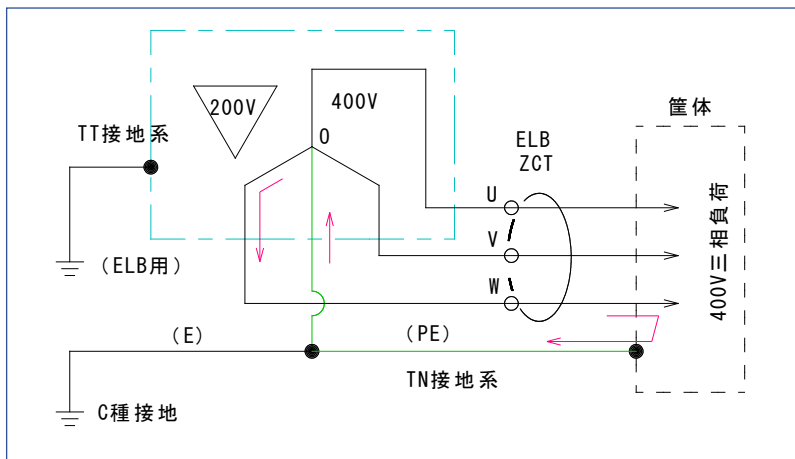 200V
400V
O
TT接地系
(ELB用)
ELB
ZCT
筐体
U
V
W
400V三相負荷
(E)
(PE)
TN接地系
C種接地